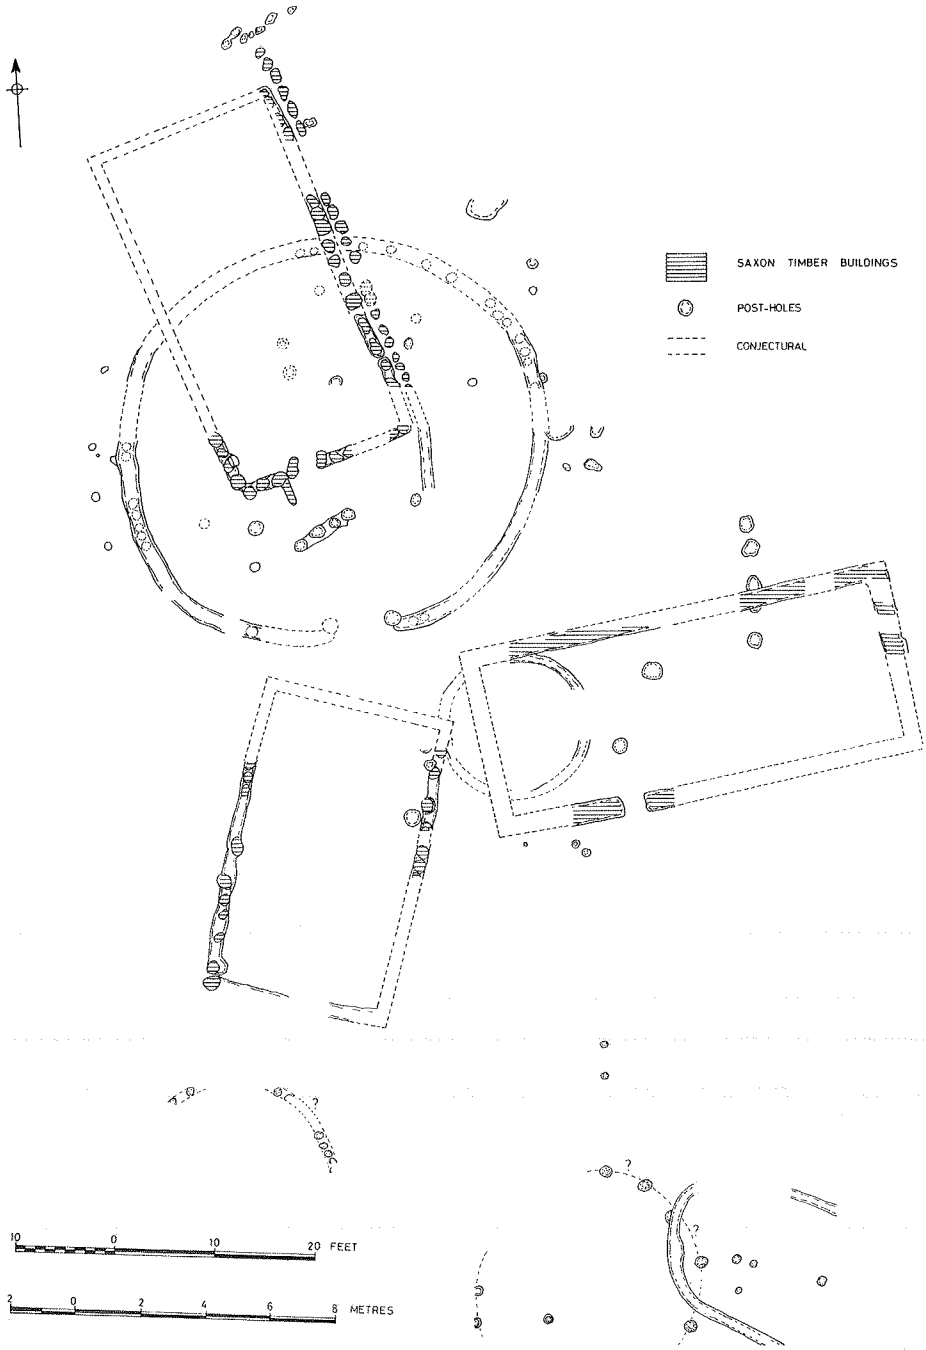 SAXON TIMBER BUILDINGS
POST-HOLES
CONJECTURAL
?
?
?
10 0 10 20 FEET
2 0 2 4 6 8 METRES